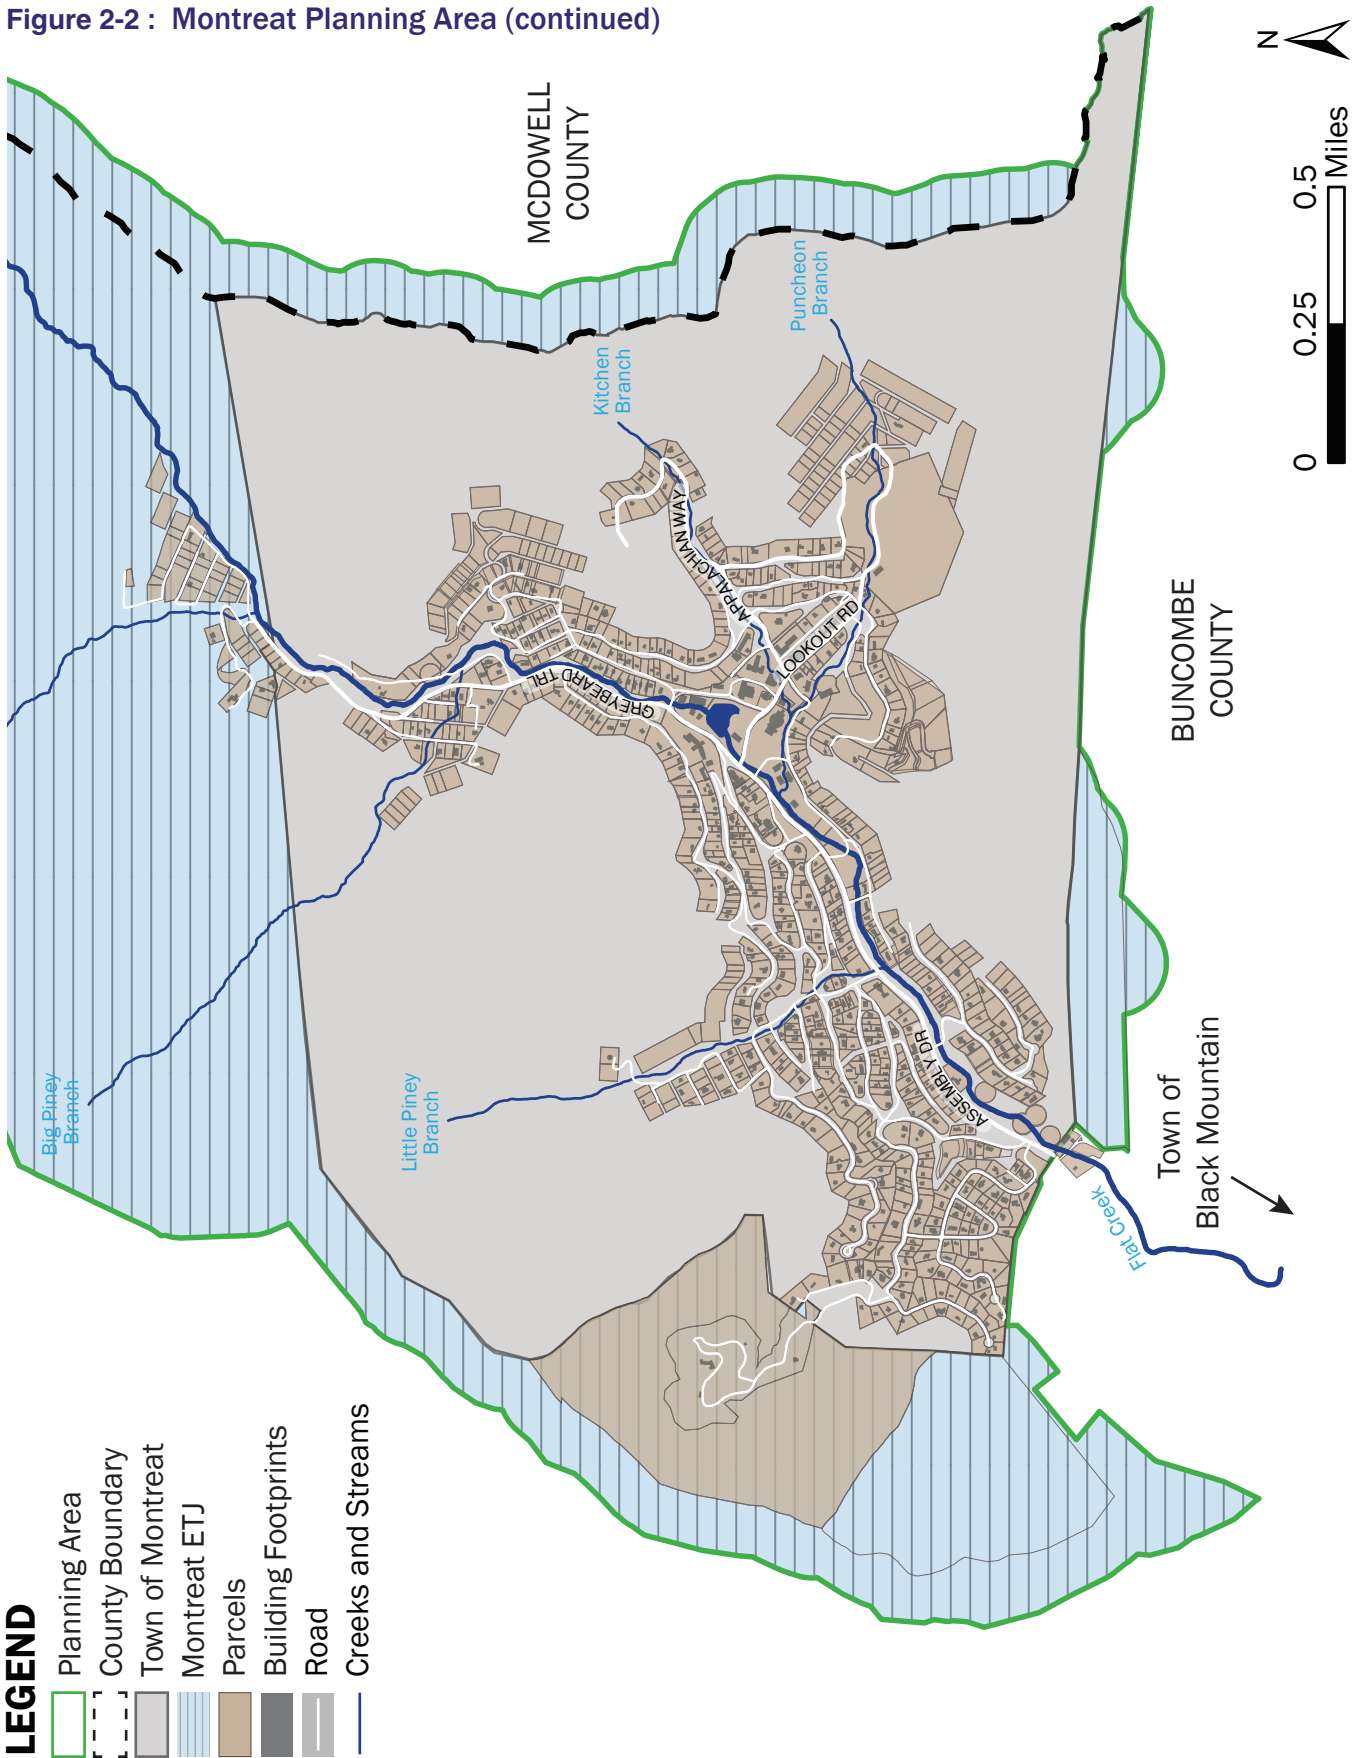 Figure 2-2 : Montreat Planning Area (continued)
N
MCDOWELL
COUNTY
Puncheon
Branch
Kitchen
Branch
APPALACHIAN WAY
LOOKOUT RD
GREYBEARD TRL
ASSEMBLY DR
Big Piney
Branch
Little Piney
Branch
Flat Creek
BUNCOMBE
COUNTY
Town of
Black Mountain
0 0.25 0.5
Miles
LEGEND
Planning Area
County Boundary
Town of Montreat
Montreat ETJ
Parcels
Building Footprints
Road
Creeks and Streams